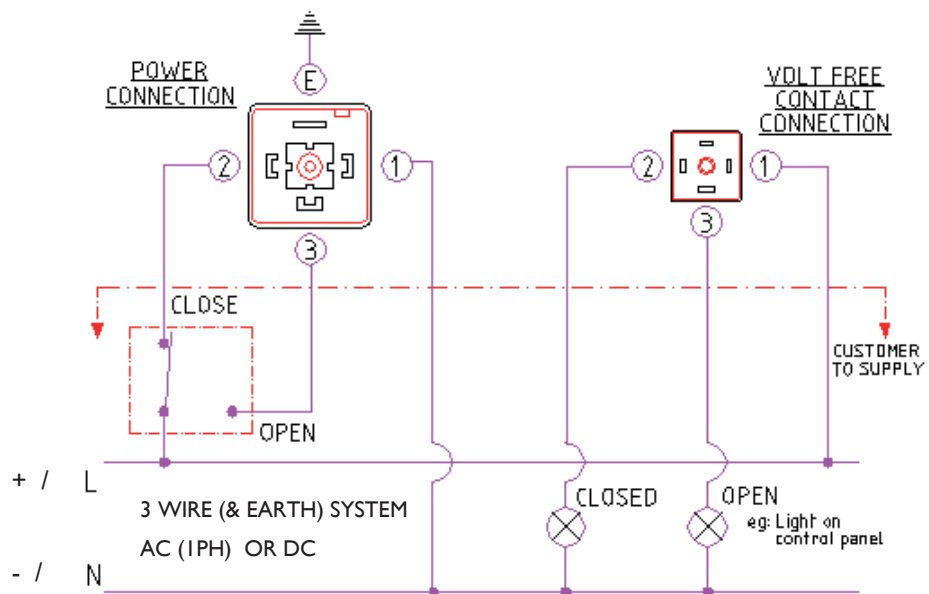 POWER
CONNECTION
E
2
1
3
VOLT FREE
CONTACT
CONNECTION
2
1
3
CLOSE
OPEN
CUSTOMER
TO SUPPLY
+ / L
3 WIRE (& EARTH) SYSTEM
AC (1PH) OR DC
CLOSED
OPEN
eg: Light on
control panel
- / N